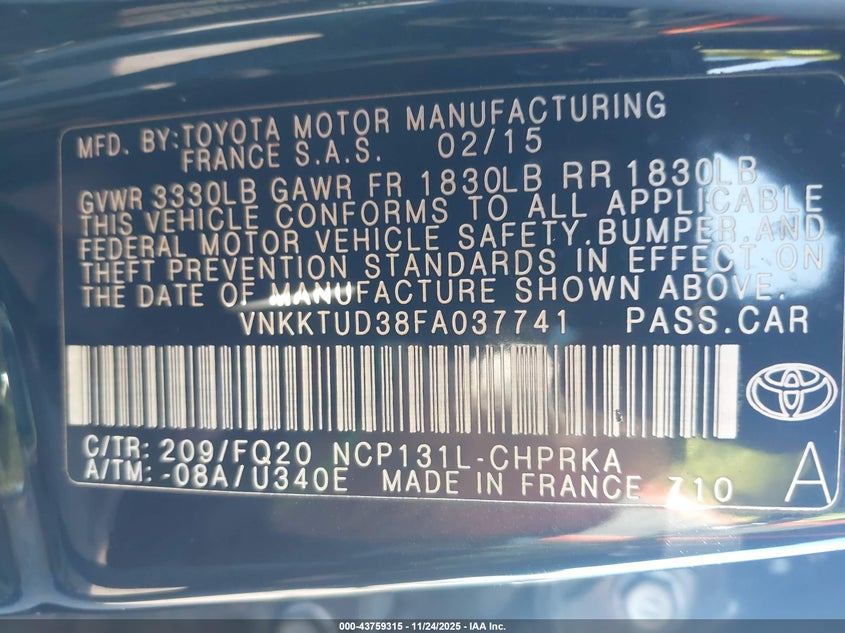 MFD. BY: TOYOTA MOTOR MANUFACTURING
FRANCE S.A.S. 02/15
GVWR 3330LB GAWR FR 1830LB RR 1830LB
THIS VEHICLE CONFORMS TO ALL APPLICABLE
FEDERAL MOTOR VEHICLE SAFETY, BUMPER, AND
THEFT PREVENTION STANDARDS IN EFFECT ON
THE DATE OF MANUFACTURE SHOWN ABOVE.
VNKKTUD38FA037741 PASS.CAR
C/TR: 209/FQ20 NCP131L-CHPRKA
A/TM: -08A/U340E MADE IN FRANCE 710
A
000-43759315 - 11/24/2025 - IAA Inc.